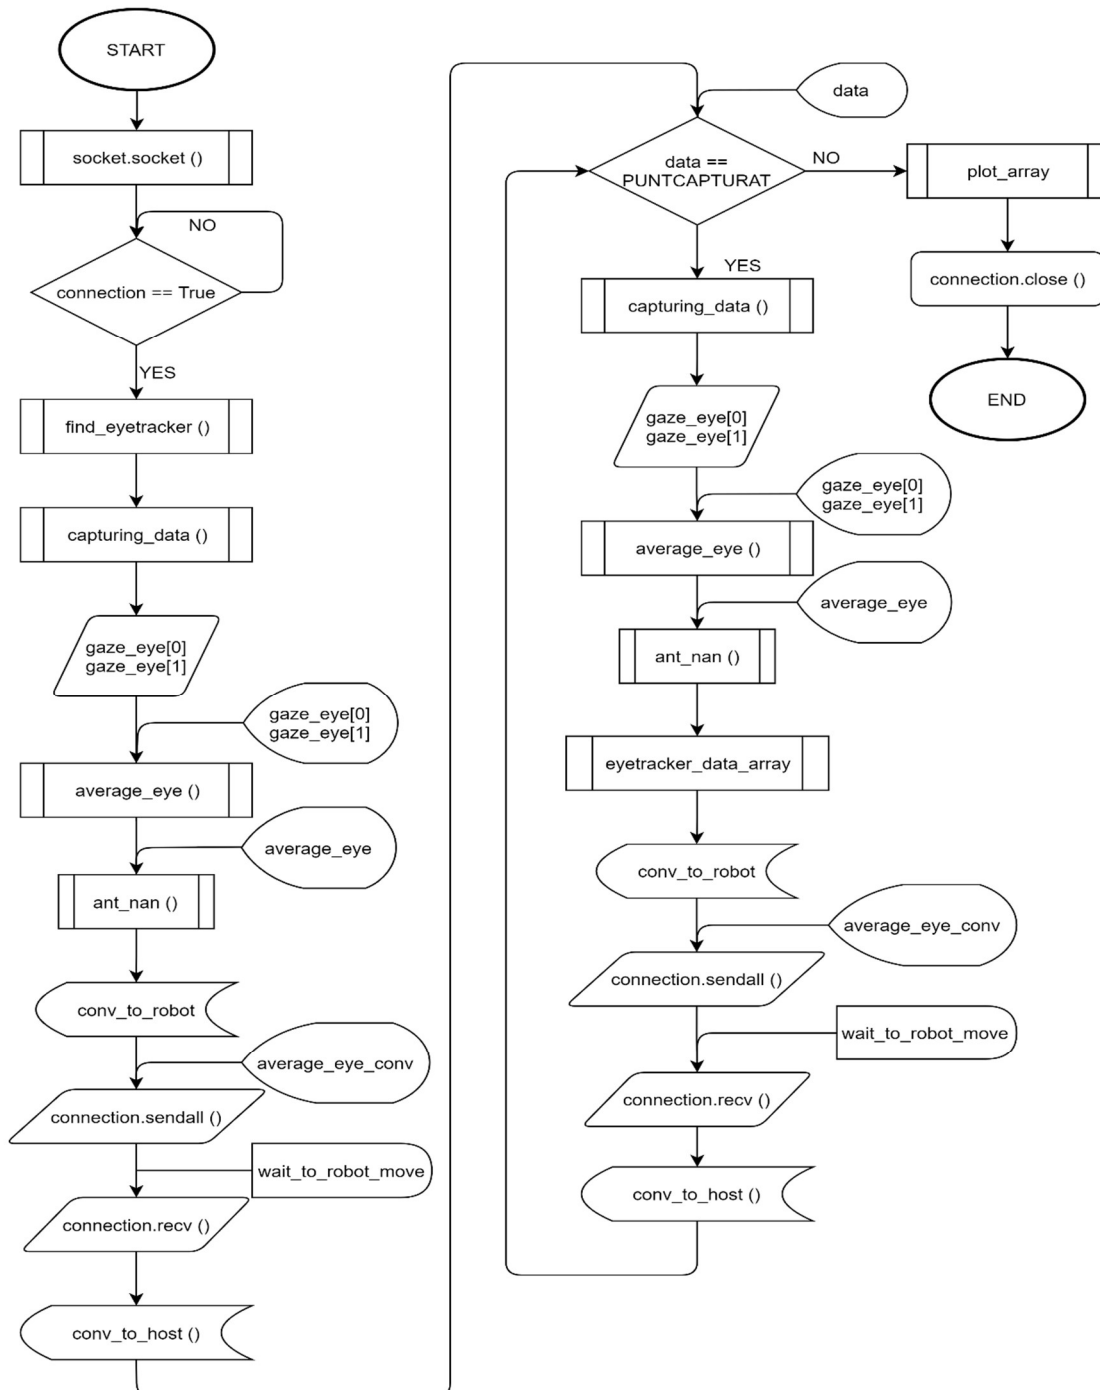 START
socket.socket ()
NO
connection == True
YES
find_eyetracker ()
capturing_data ()
gaze_eye[0]
gaze_eye[1]
gaze_eye[0]
gaze_eye[1]
average_eye ()
average_eye
ant_nan ()
conv_to_robot
average_eye_conv
connection.sendall ()
wait_to_robot_move
connection.recv ()
conv_to_host ()
data
data ==
PUNTCAPTURAT
NO
plot_array
connection.close ()
END
YES
capturing_data ()
gaze_eye[0]
gaze_eye[1]
gaze_eye[0]
gaze_eye[1]
average_eye ()
average_eye
ant_nan ()
eyetracker_data_array
conv_to_robot
average_eye_conv
connection.sendall ()
wait_to_robot_move
connection.recv ()
conv_to_host ()